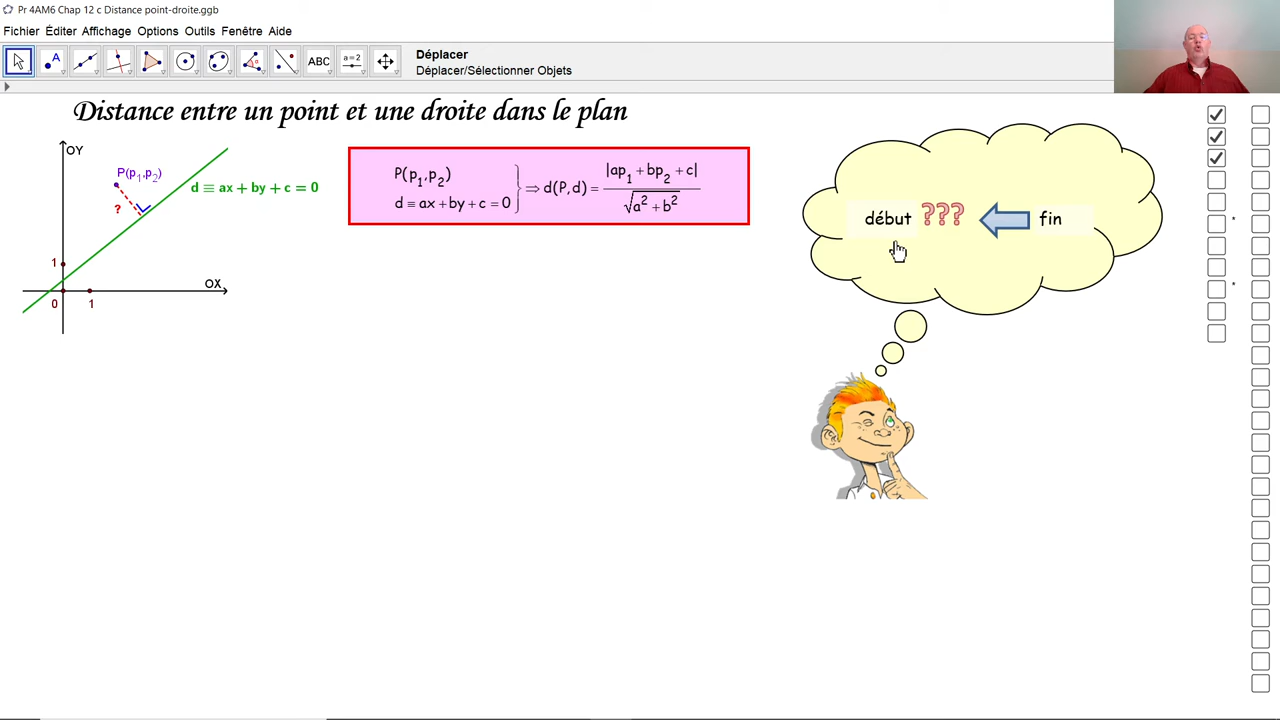 Pr 4AM6 Chap 12 c Distance point-droite.ggb
Fichier Éditer Affichage Options Outils Fenêtre Aide
A ABC a=2 Déplacer
Déplacer/Sélectionner Objets
Distance entre un point et une droite dans le plan
OY
P(p₁,p₂)
d ≡ ax + by + c = 0
?
1
OX
0 1
P(p₁,p₂)
d ≡ ax + by + c = 0
⇒ d(P,d) = |ap₁ + bp₂ + c| / √(a² + b²)
début ??? fin
*
*